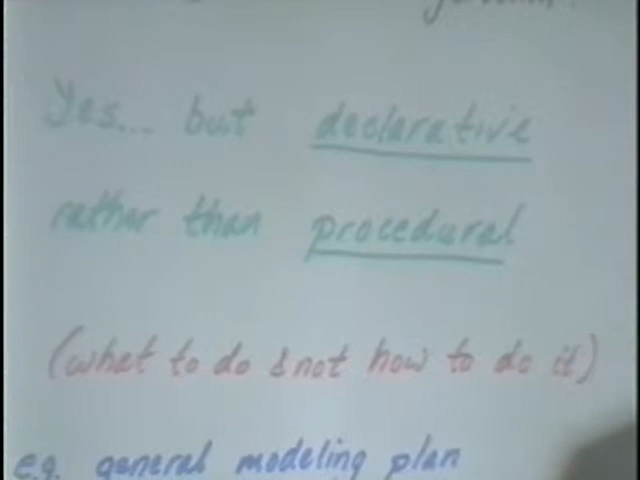 Yes... but declarative
rather than procedural
(what to do & not how to do it)
e.g. general modeling plan